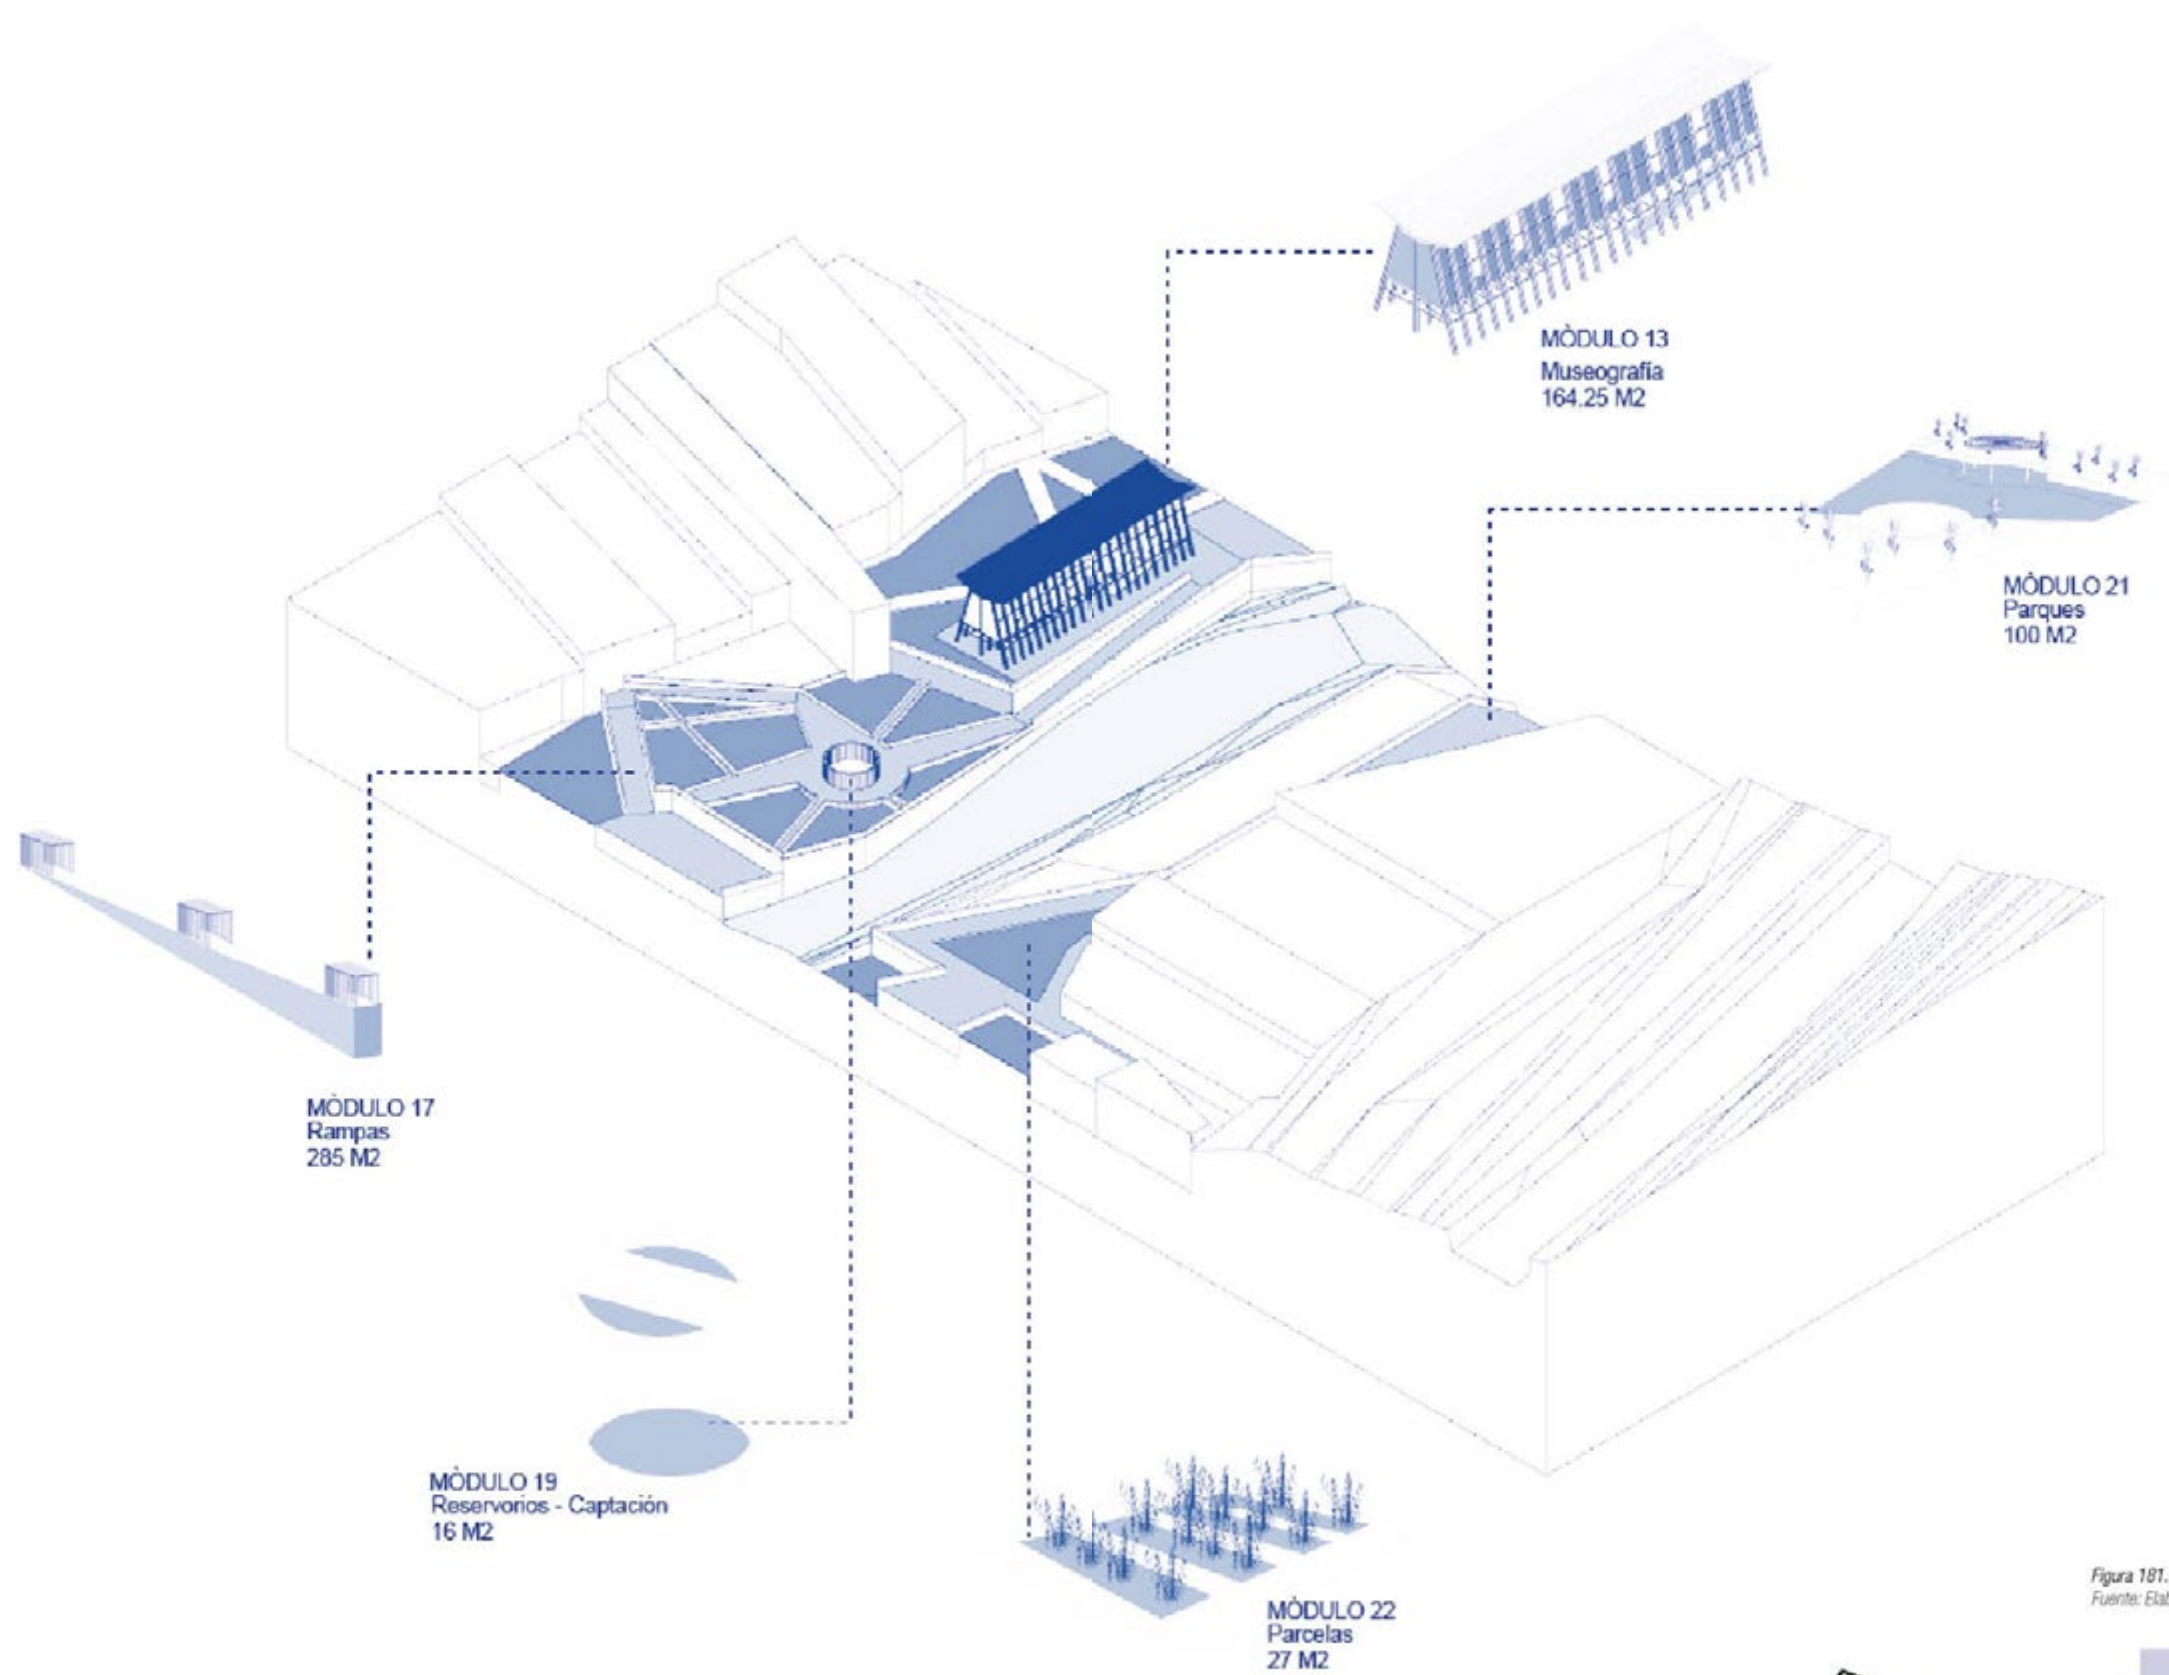 MÒDULO 13
Museografía
164.25 M2
MÒDULO 21
Parques
100 M2
MÒDULO 17
Rampas
285 M2
MÒDULO 19
Reservorios - Captación
16 M2
MÒDULO 22
Parcelas
27 M2
Figura 181.
Fuente: